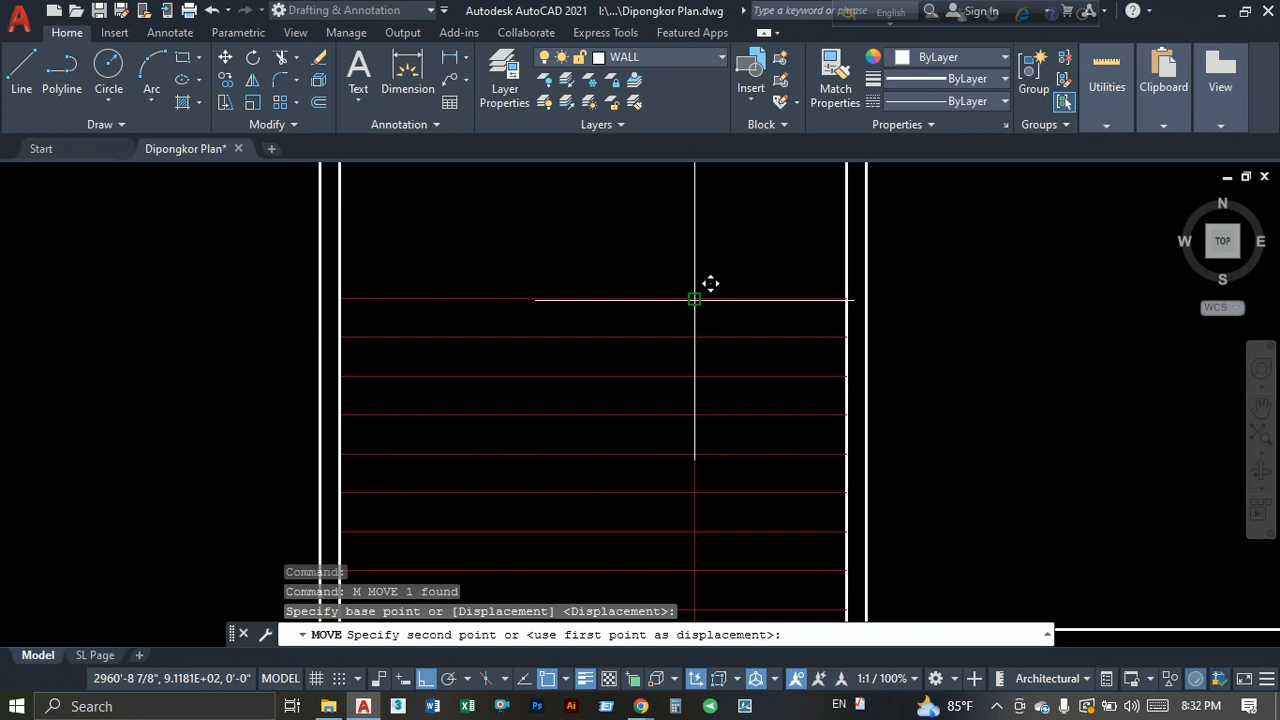 Drafting & Annotation
Autodesk AutoCAD 2021
I:\...\Dipongkor Plan.dwg
Type a keyword or phrase
English
Sign In
Home Insert Annotate Parametric View Manage Output Add-ins Collaborate Express Tools Featured Apps
WALL
ByLayer
ByLayer
ByLayer
Line Polyline Circle Arc
Text Dimension
Layer Properties
Insert
Match Properties
Group
Utilities
Clipboard
View
Draw Modify Annotation Layers Block Properties Groups
Start
Dipongkor Plan*
N
W TOP E
S
WCS
Command:
Command: M MOVE 1 found
Specify base point or [Displacement] <Displacement>:
MOVE Specify second point or <use first point as displacement>:
Model SL Page
2960'-8 7/8", 9.1181E+02, 0'-0" MODEL 1:1 / 100% Architectural
Search
85°F
EN
8:32 PM